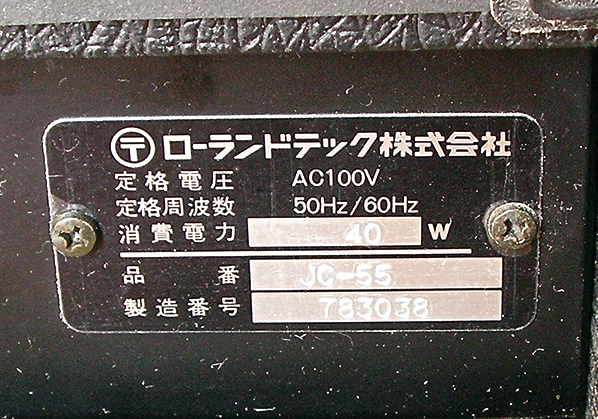 〒 ローランドテック株式会社
定格電圧 AC100V
定格周波数 50Hz/60Hz
消費電力 40 W
品番 JC-55
製造番号 783038